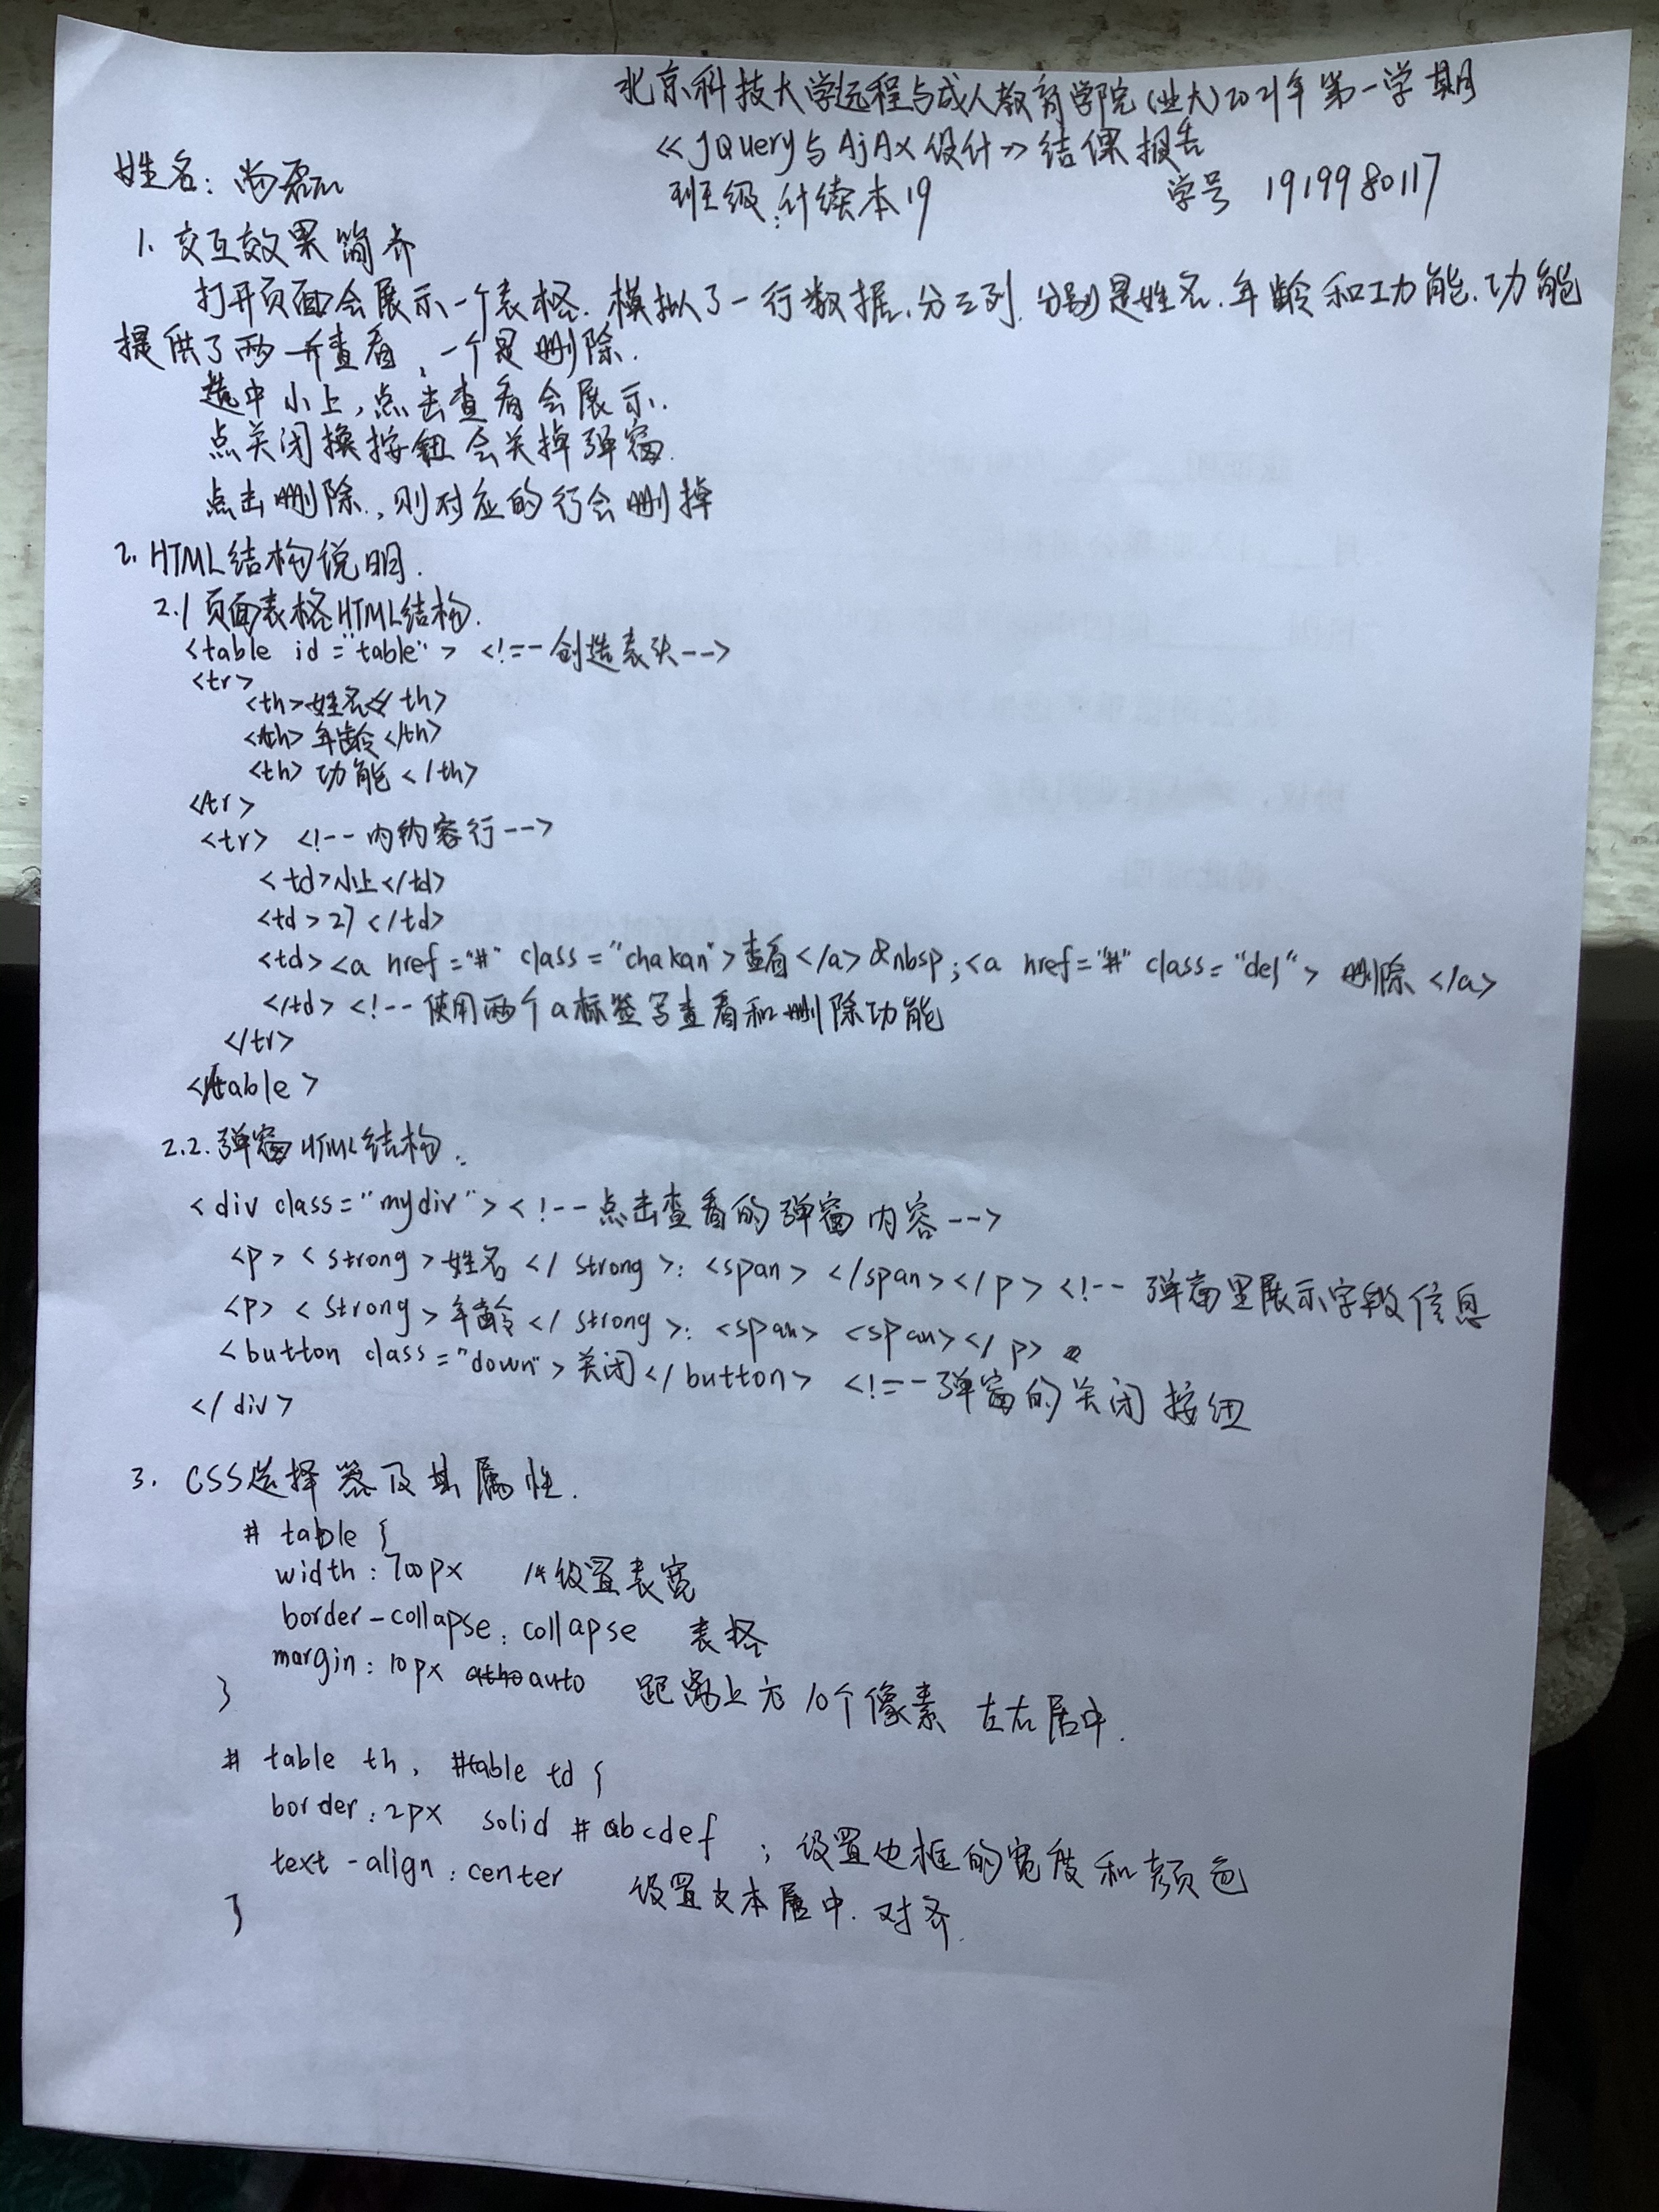 北京科技大学远程与成人教育学院(业大)2021年第一学期
《JQuery与AjAx设计》结课报告
姓名: 尚磊 班级:计续本19 学号 1919980117
1. 交互效果简介
打开页面会展示一个表格. 模拟了一行数据,分三列. 分别是姓名.年龄和功能.功能
提供了两个查看, 一个是删除.
选中小上,点击查看会展示.
点关闭换按钮会关掉弹窗.
点击删除.,则对应的行会删掉
2. HTML结构说明.
2.1 页面表格HTML结构.
<table id="table"> <!--创造表头-->
<tr>
<th>姓名</th>
<th>年龄</th>
<th>功能</th>
</tr>
<tr> <!--内容行-->
<td>小上</td>
<td>27</td>
<td><a href="#" class="chakan">查看</a>&nbsp;<a href="#" class="del">删除</a>
</td> <!--使用两个a标签写查看和删除功能
</tr>
</table>
2.2.弹窗HTML结构.
<div class="mydiv"><!--点击查看的弹窗内容-->
<p><strong>姓名</strong>: <span></span></p><!-- 弹窗里展示字段信息
<p><strong>年龄</strong>: <span> <span></p>
<button class="down">关闭</button> <!--弹窗的关闭按纽
</div>
3. CSS选择器及其属性.
# table {
width: 700px /*设置表宽
border-collapse: collapse 表格
margin: 10px auto 距离上方10个像素 左右居中.
}
# table th, #table td {
border: 2px solid #abcdef ; 设置边框的宽度和颜色
text-align: center 设置文本居中.对齐.
}